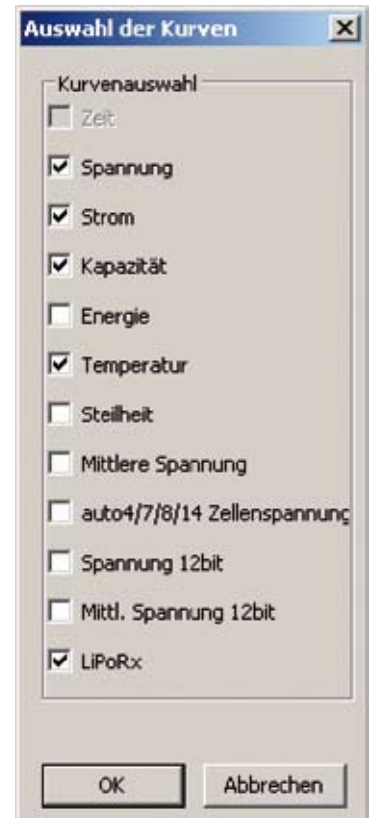 Auswahl der Kurven
Kurvenauswahl
Zeit
Spannung
Strom
Kapazität
Energie
Temperatur
Steilheit
Mittlere Spannung
auto4/7/8/14 Zellenspannung
Spannung 12bit
Mittl. Spannung 12bit
LiPoRx
OK
Abbrechen